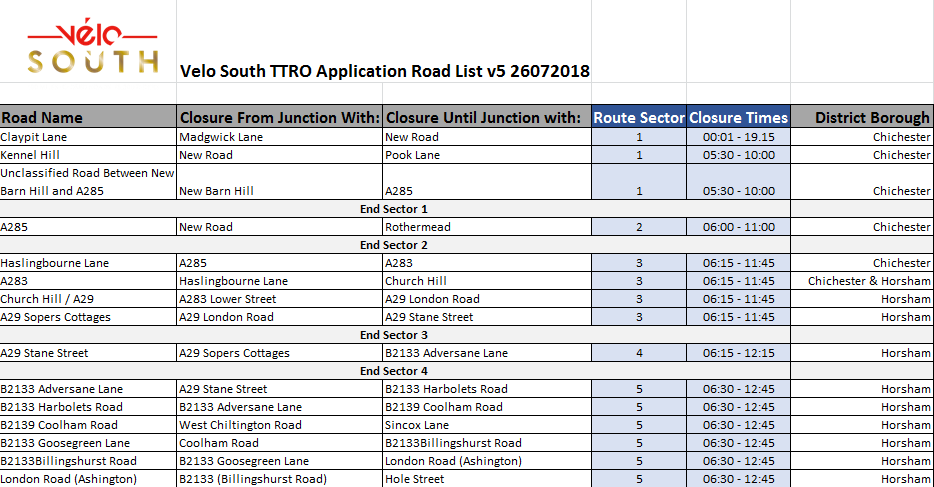 vélo
SOUTH
Velo South TTRO Application Road List v5 26072018
Road Name Closure From Junction With: Closure Until Junction with: Route Sector Closure Times District Borough
Claypit Lane Madgwick Lane New Road 1 00:01 - 19.15 Chichester
Kennel Hill New Road Pook Lane 1 05:30 - 10:00 Chichester
Unclassified Road Between New
Barn Hill and A285 New Barn Hill A285 1 05:30 - 10:00 Chichester
End Sector 1
A285 New Road Rothermead 2 06:00 - 11:00 Chichester
End Sector 2
Haslingbourne Lane A285 A283 3 06:15 - 11:45 Chichester
A283 Haslingbourne Lane Church Hill 3 06:15 - 11:45 Chichester & Horsham
Church Hill / A29 A283 Lower Street A29 London Road 3 06:15 - 11:45 Horsham
A29 Sopers Cottages A29 London Road A29 Stane Street 3 06:15 - 11:45 Horsham
End Sector 3
A29 Stane Street A29 Sopers Cottages B2133 Adversane Lane 4 06:15 - 12:15 Horsham
End Sector 4
B2133 Adversane Lane A29 Stane Street B2133 Harbolets Road 5 06:30 - 12:45 Horsham
B2133 Harbolets Road B2133 Adversane Lane B2139 Coolham Road 5 06:30 - 12:45 Horsham
B2139 Coolham Road West Chiltington Road Sincox Lane 5 06:30 - 12:45 Horsham
B2133 Goosegreen Lane Coolham Road B2133Billingshurst Road 5 06:30 - 12:45 Horsham
B2133Billingshurst Road B2133 Goosegreen Lane London Road (Ashington) 5 06:30 - 12:45 Horsham
London Road (Ashington) B2133 (Billingshurst Road) Hole Street 5 06:30 - 12:45 Horsham